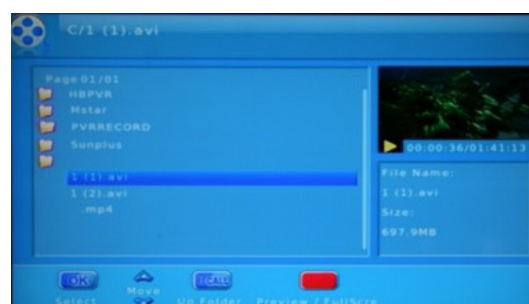 C/1 (1).avi
Page 01/01
HBPVR
Mstar
PVRRECORD
Sunplus
1 (1).avi
1 (2).avi
.mp4
00:00:36/01:41:13
File Name:
1 (1).avi
Size:
697.9MB
OK
RECALL
Select
Move
Up Folder
Preview / FullScre